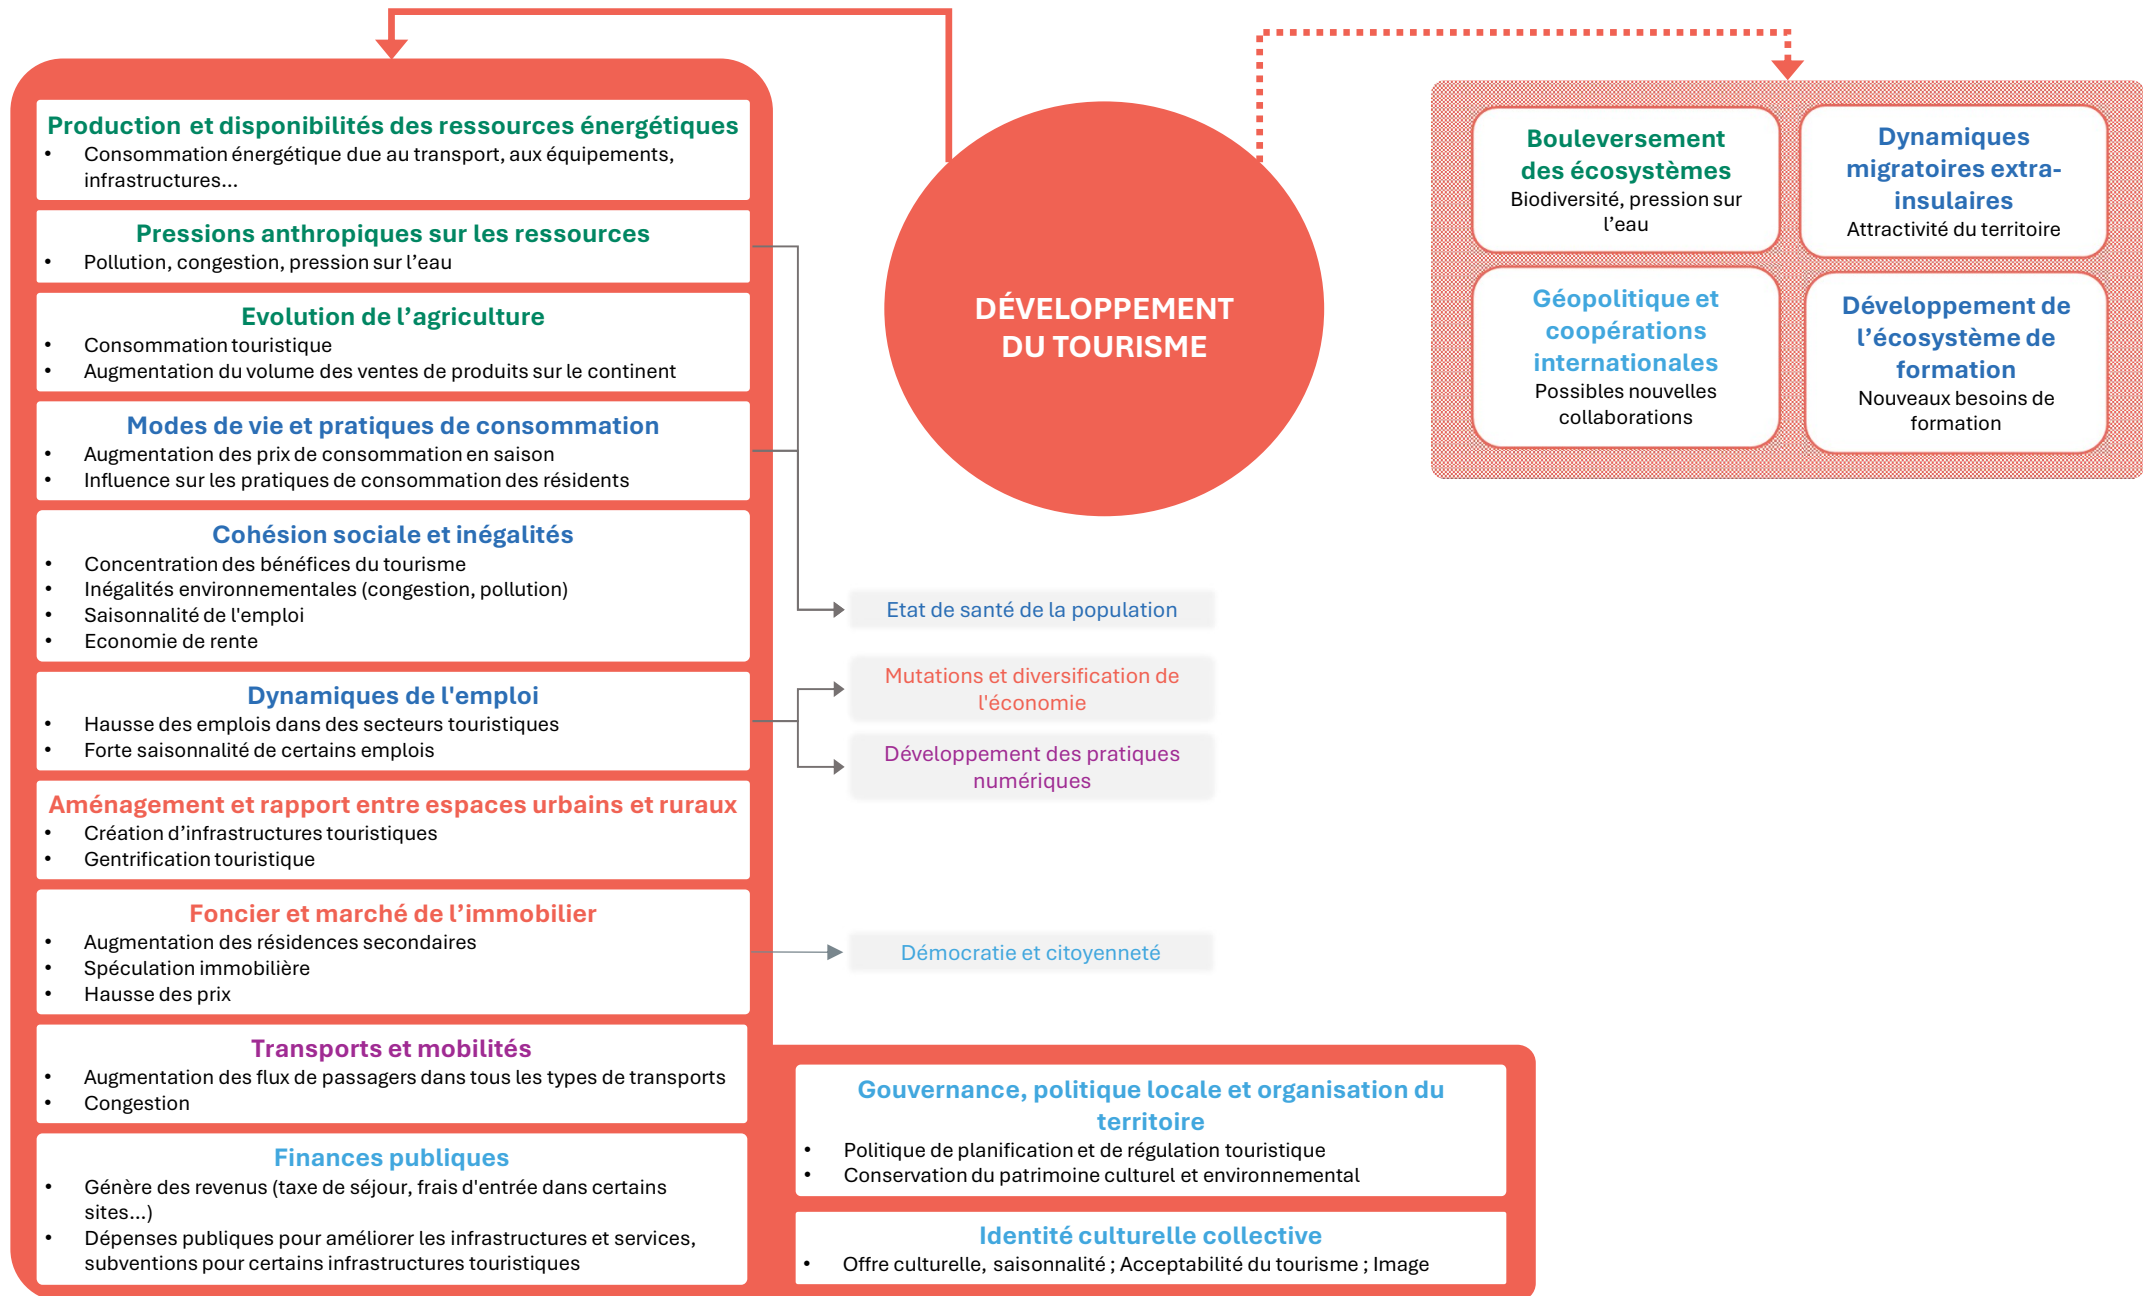 Production et disponibilités des ressources énergétiques
• Consommation énergétique due au transport, aux équipements,
infrastructures...
Pressions anthropiques sur les ressources
• Pollution, congestion, pression sur l’eau
Evolution de l’agriculture
• Consommation touristique
• Augmentation du volume des ventes de produits sur le continent
Modes de vie et pratiques de consommation
• Augmentation des prix de consommation en saison
• Influence sur les pratiques de consommation des résidents
Cohésion sociale et inégalités
• Concentration des bénéfices du tourisme
• Inégalités environnementales (congestion, pollution)
• Saisonnalité de l'emploi
• Economie de rente
Dynamiques de l'emploi
• Hausse des emplois dans des secteurs touristiques
• Forte saisonnalité de certains emplois
Aménagement et rapport entre espaces urbains et ruraux
• Création d’infrastructures touristiques
• Gentrification touristique
Foncier et marché de l’immobilier
• Augmentation des résidences secondaires
• Spéculation immobilière
• Hausse des prix
Transports et mobilités
• Augmentation des flux de passagers dans tous les types de transports
• Congestion
Finances publiques
• Génère des revenus (taxe de séjour, frais d'entrée dans certains
sites...)
• Dépenses publiques pour améliorer les infrastructures et services,
subventions pour certains infrastructures touristiques
Gouvernance, politique locale et organisation du
territoire
• Politique de planification et de régulation touristique
• Conservation du patrimoine culturel et environnemental
Identité culturelle collective
• Offre culturelle, saisonnalité ; Acceptabilité du tourisme ; Image
DÉVELOPPEMENT
DU TOURISME
Etat de santé de la population
Mutations et diversification de
l'économie
Développement des pratiques
numériques
Démocratie et citoyenneté
Bouleversement
des écosystèmes
Biodiversité, pression sur
l’eau
Dynamiques
migratoires extra-
insulaires
Attractivité du territoire
Géopolitique et
coopérations
internationales
Possibles nouvelles
collaborations
Développement de
l’écosystème de
formation
Nouveaux besoins de
formation